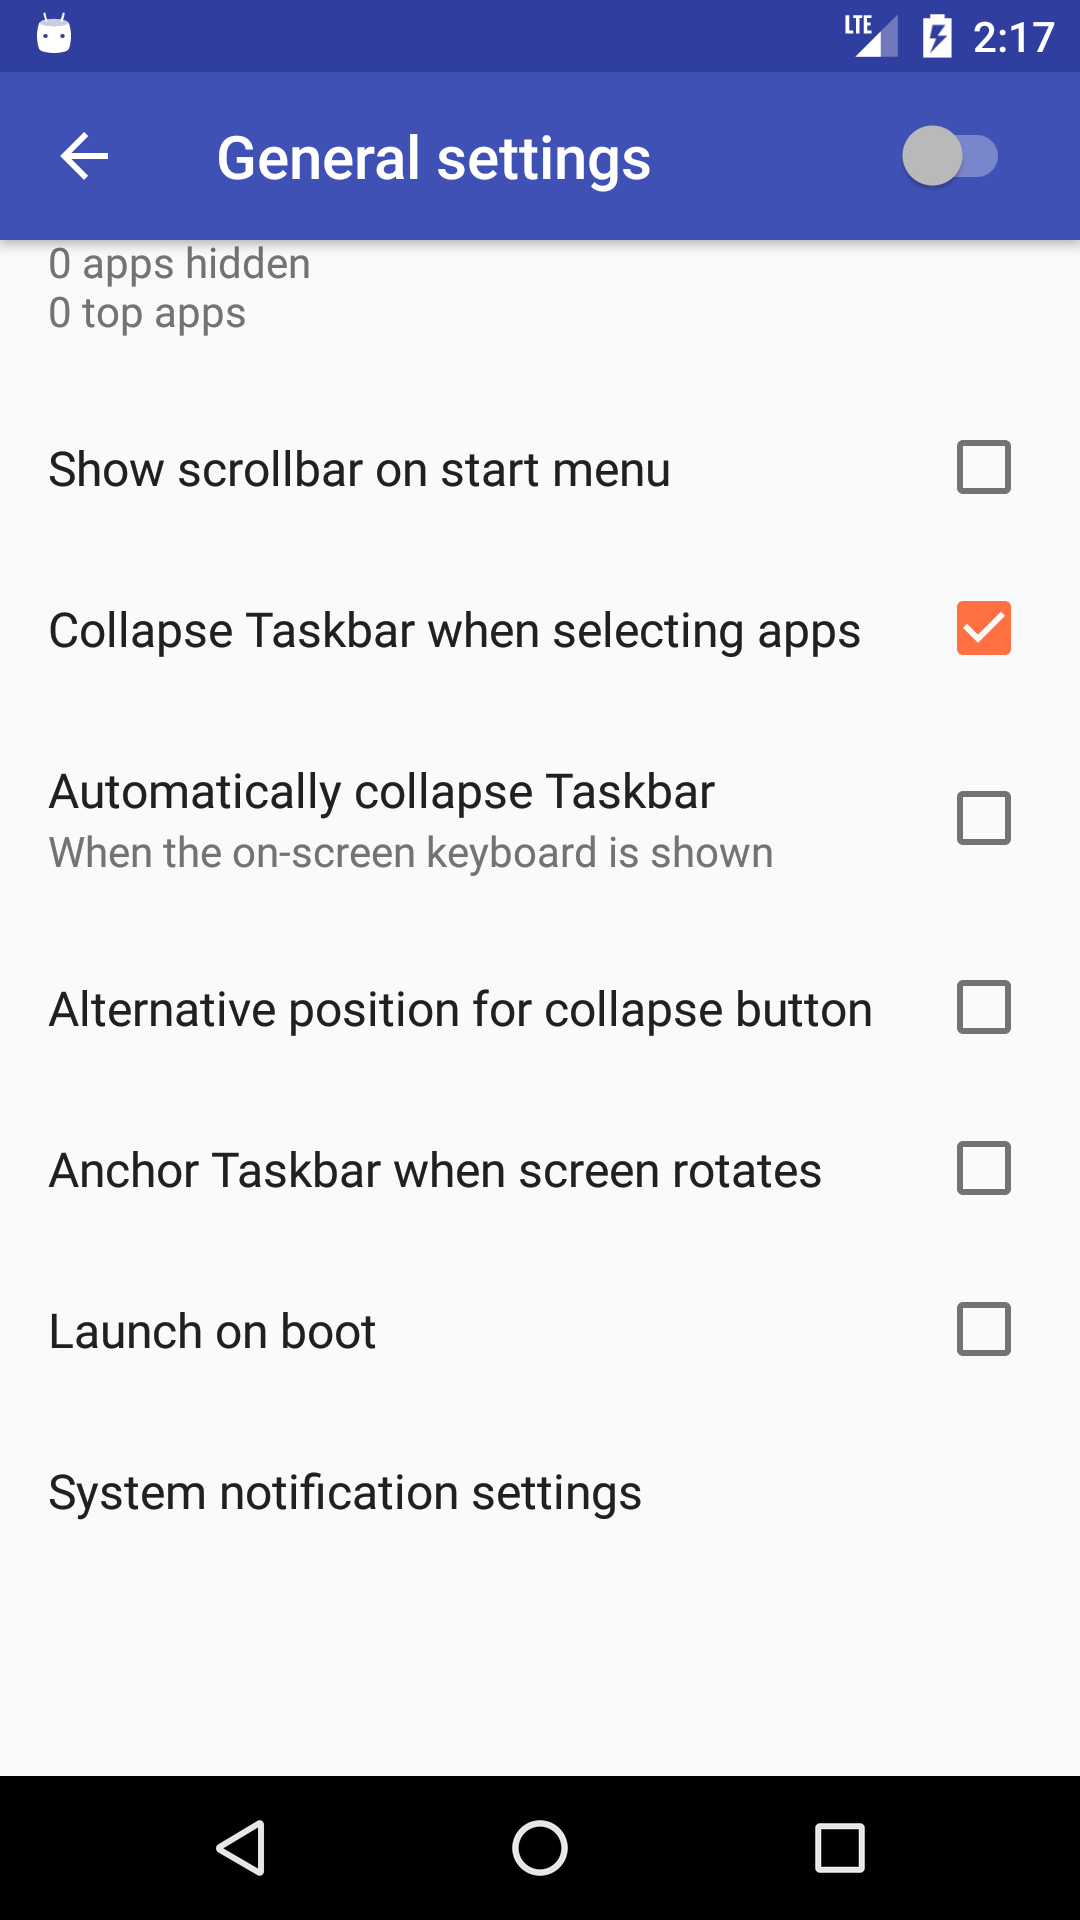 LTE 2:17
General settings
0 apps hidden
0 top apps
Show scrollbar on start menu
Collapse Taskbar when selecting apps
Automatically collapse Taskbar
When the on-screen keyboard is shown
Alternative position for collapse button
Anchor Taskbar when screen rotates
Launch on boot
System notification settings